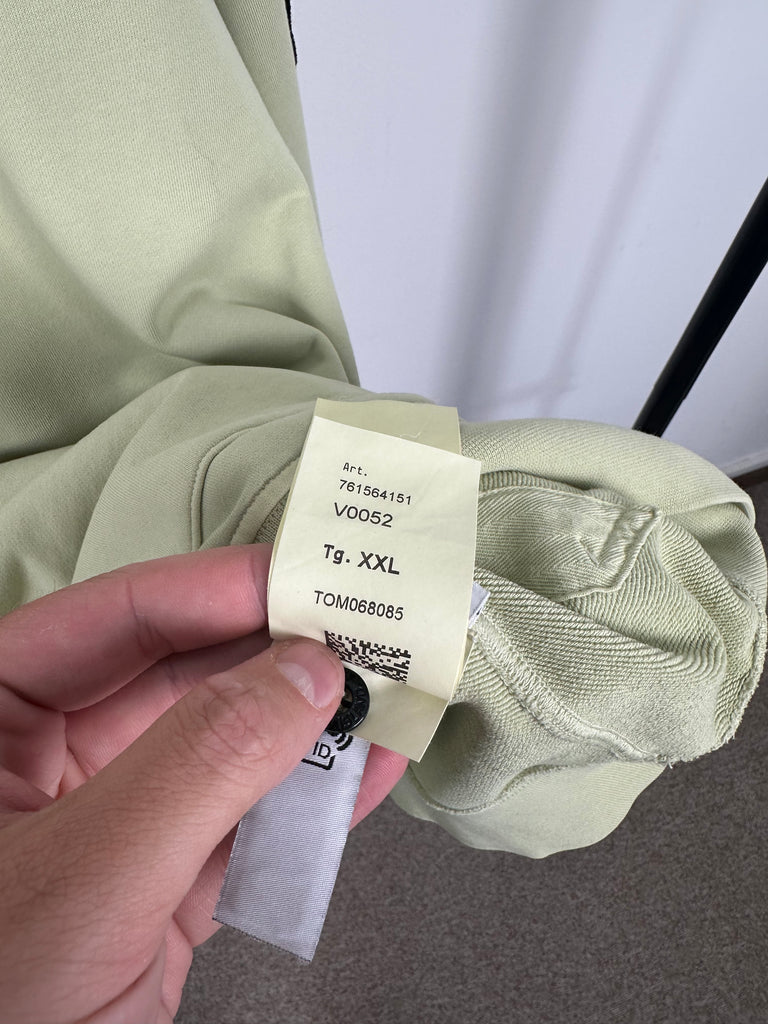 Art.
761564151
V0052
Tg. XXL
TOM068085
ID